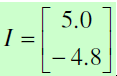 I = [ 5.0
- 4.8 ]